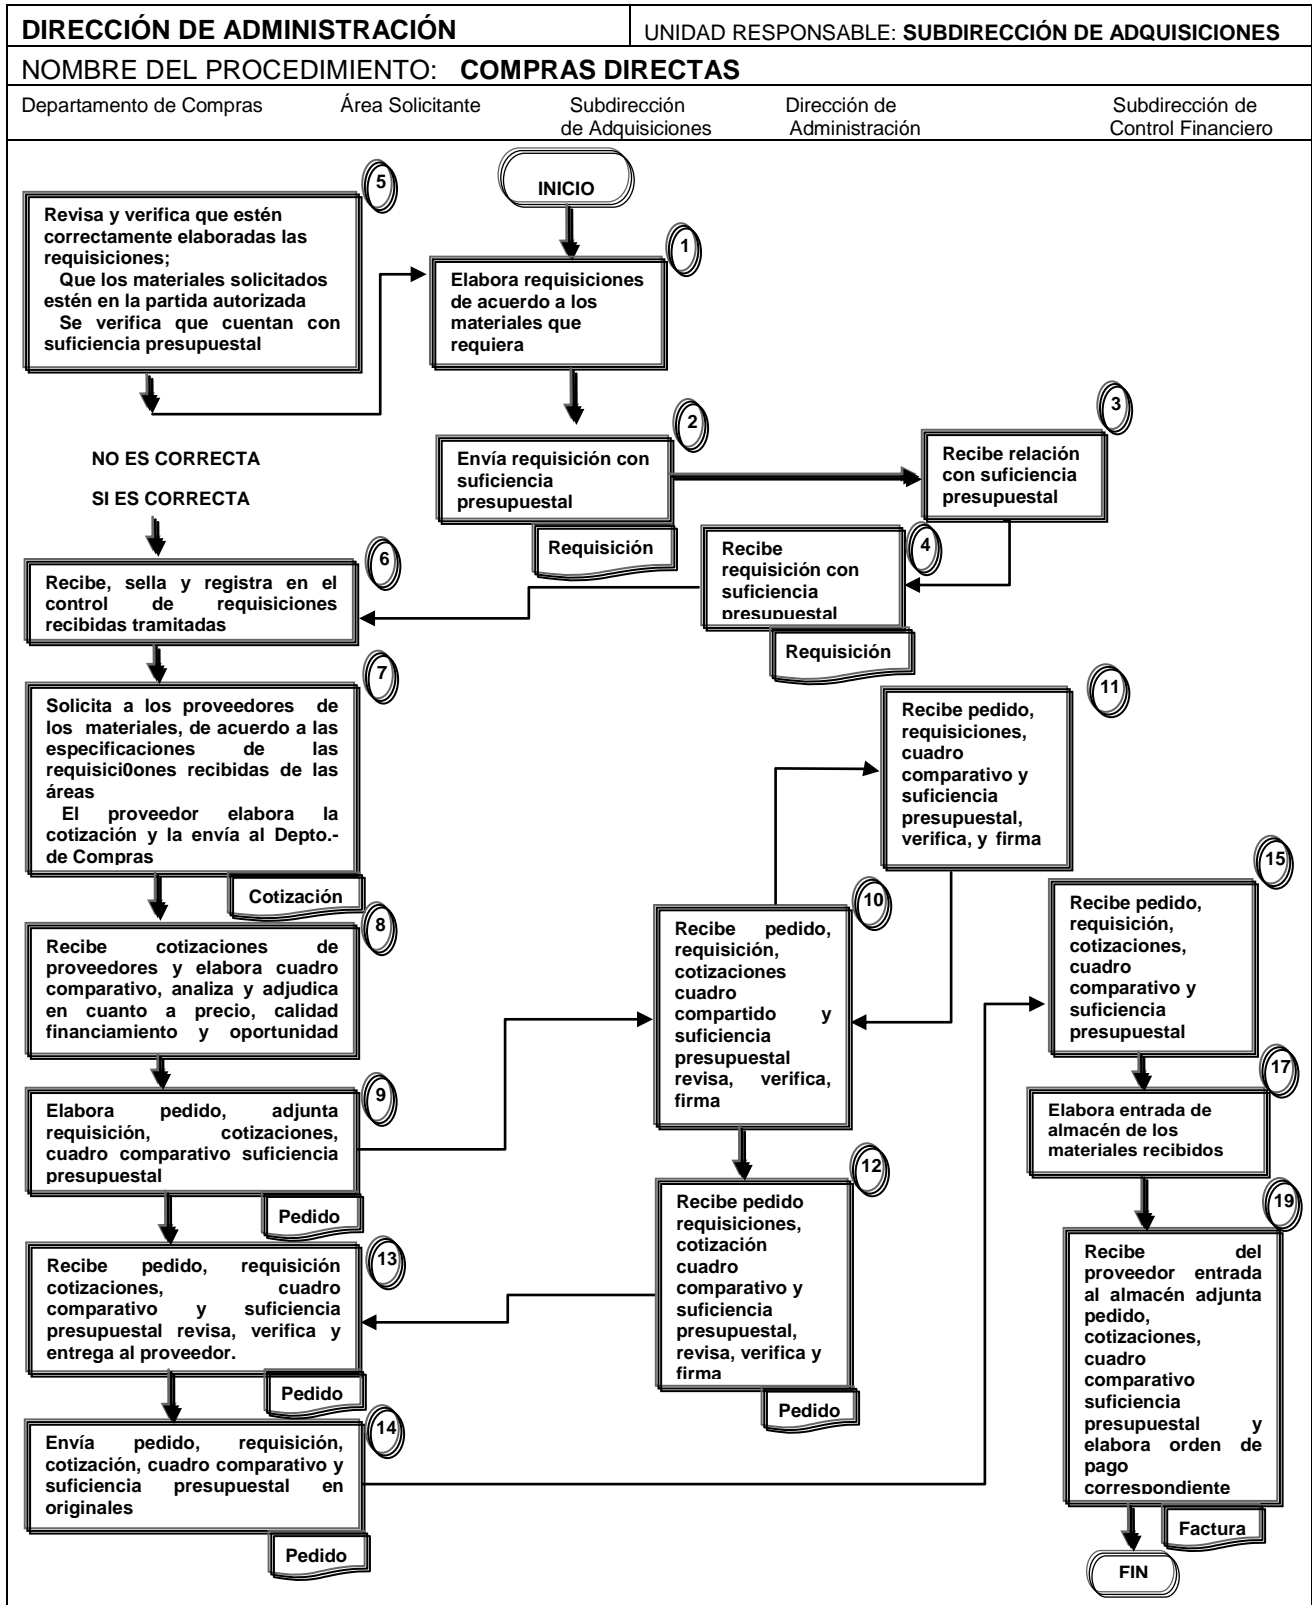 DIRECCIÓN DE ADMINISTRACIÓN
UNIDAD RESPONSABLE: SUBDIRECCIÓN DE ADQUISICIONES
NOMBRE DEL PROCEDIMIENTO: COMPRAS DIRECTAS
Departamento de Compras
Área Solicitante
Subdirección
de Adquisiciones
Dirección de
Administración
Subdirección de
Control Financiero
INICIO
5
Revisa y verifica que estén
correctamente elaboradas las
requisiciones;
Que los materiales solicitados
estén en la partida autorizada
Se verifica que cuentan con
suficiencia presupuestal
1
Elabora requisiciones
de acuerdo a los
materiales que
requiera
2
Envía requisición con
suficiencia
presupuestal
Requisición
3
Recibe relación
con suficiencia
presupuestal
NO ES CORRECTA
SI ES CORRECTA
4
Recibe
requisición con
suficiencia
presupuestal
Requisición
6
Recibe, sella y registra en el
control de requisiciones
recibidas tramitadas
7
Solicita a los proveedores de
los materiales, de acuerdo a las
especificaciones de las
requisici0ones recibidas de las
áreas
El proveedor elabora la
cotización y la envía al Depto.-
de Compras
Cotización
11
Recibe pedido,
requisiciones,
cuadro
comparativo y
suficiencia
presupuestal,
verifica, y firma
8
Recibe cotizaciones de
proveedores y elabora cuadro
comparativo, analiza y adjudica
en cuanto a precio, calidad
financiamiento y oportunidad
10
Recibe pedido,
requisición,
cotizaciones
cuadro
compartido y
suficiencia
presupuestal
revisa, verifica,
firma
15
Recibe pedido,
requisición,
cotizaciones,
cuadro
comparativo y
suficiencia
presupuestal
9
Elabora pedido, adjunta
requisición, cotizaciones,
cuadro comparativo suficiencia
presupuestal
Pedido
17
Elabora entrada de
almacén de los
materiales recibidos
12
Recibe pedido
requisiciones,
cotización
cuadro
comparativo y
suficiencia
presupuestal,
revisa, verifica y
firma
Pedido
13
Recibe pedido, requisición
cotizaciones, cuadro
comparativo y suficiencia
presupuestal revisa, verifica y
entrega al proveedor.
Pedido
19
Recibe del
proveedor entrada
al almacén adjunta
pedido,
cotizaciones,
cuadro
comparativo
suficiencia
presupuestal y
elabora orden de
pago
correspondiente
Factura
14
Envía pedido, requisición,
cotización, cuadro comparativo y
suficiencia presupuestal en
originales
Pedido
FIN